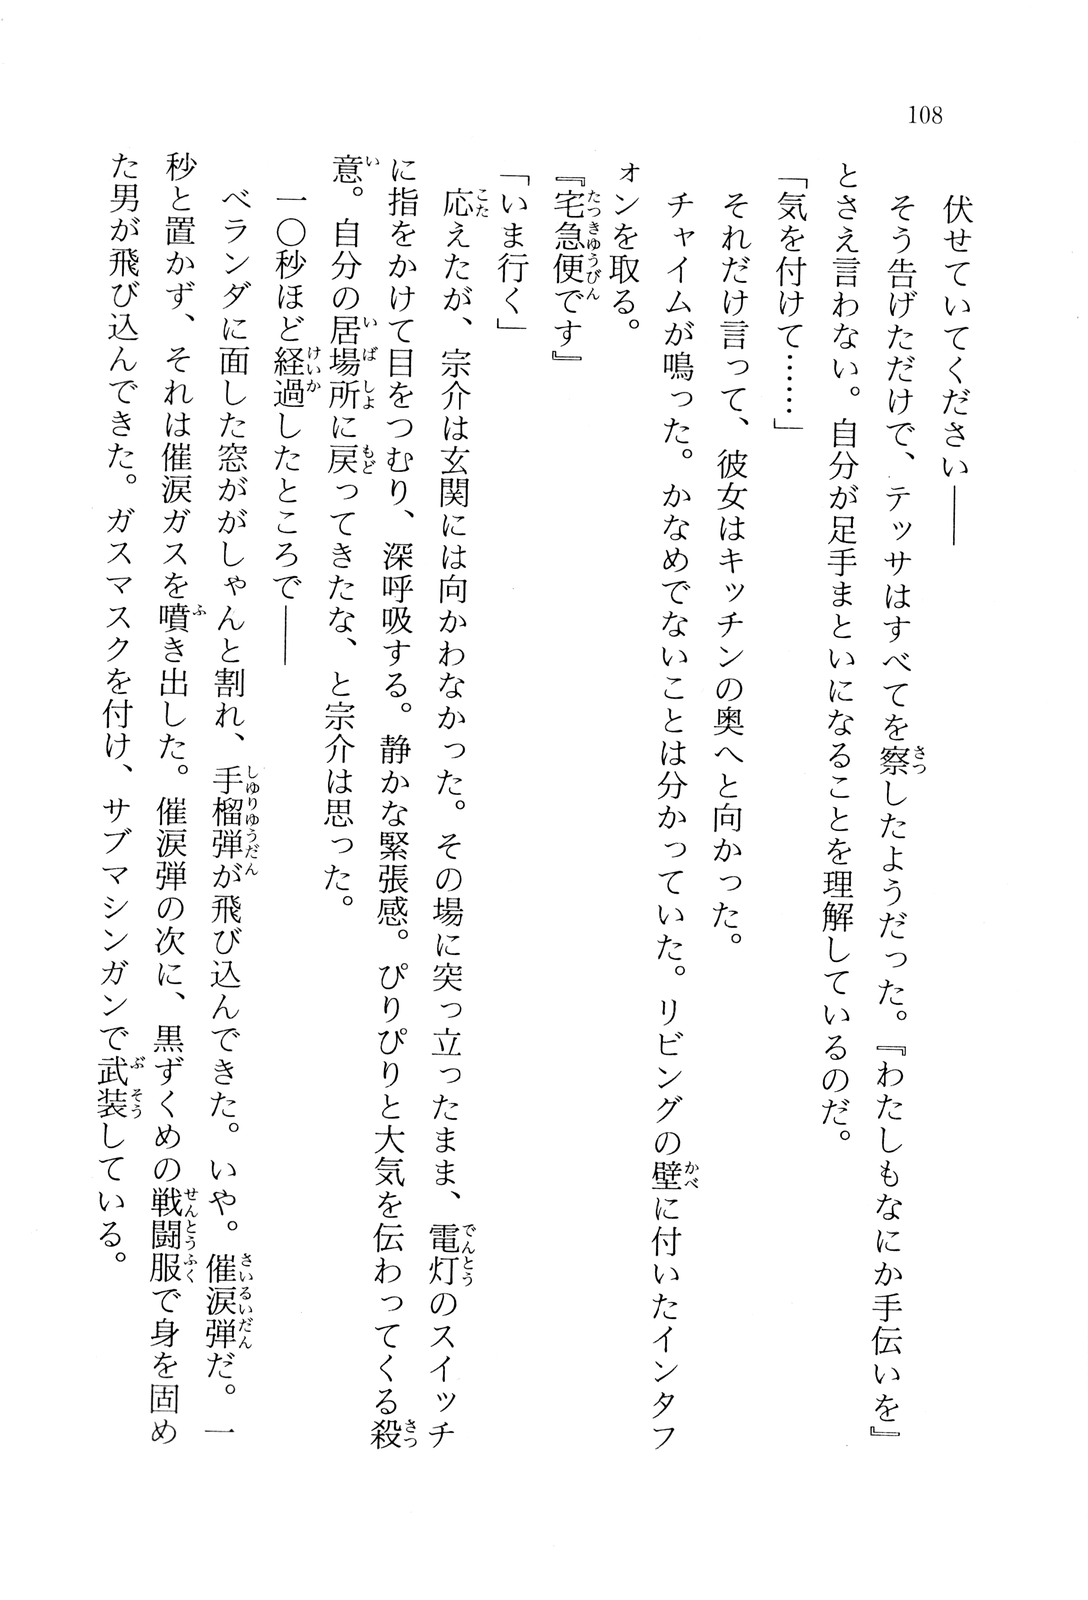 108
伏せていてください――
そう告げただけで、テッサはすべてを察したようだった。『わたしもなにか手伝いを』
とさえ言わない。自分が足手まといになることを理解しているのだ。
「気を付けて……」
それだけ言って、彼女はキッチンの奥へと向かった。
チャイムが鳴った。かなめでないことは分かっていた。リビングの壁に付いたインタフ
ォンを取る。
『宅急便です』
「いま行く」
応えたが、宗介は玄関には向かわなかった。その場に突っ立ったまま、電灯のスイッチ
に指をかけて目をつむり、深呼吸する。静かな緊張感。ぴりぴりと大気を伝わってくる殺
意。自分の居場所に戻ってきたな、と宗介は思った。
一〇秒ほど経過したところで――
ベランダに面した窓ががしゃんと割れ、手榴弾が飛び込んできた。いや。催涙弾だ。一
秒と置かず、それは催涙ガスを噴き出した。催涙弾の次に、黒ずくめの戦闘服で身を固め
た男が飛び込んできた。ガスマスクを付け、サブマシンガンで武装している。